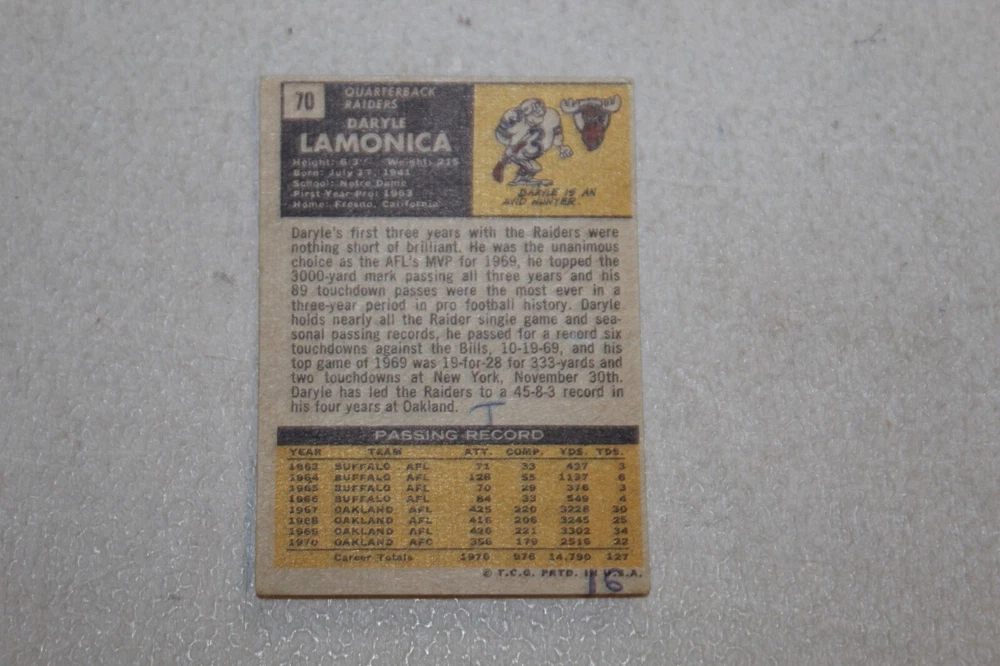 70
QUARTERBACK
RAIDERS
DARYLE
LAMONICA
Height: 6'3" Weight: 215
Born: July 17, 1941
School: Notre Dame
First Year Pro: 1963
Home: Fresno, California
DARYLE IS AN
AVID HUNTER.
Daryle's first three years with the Raiders were
nothing short of brilliant. He was the unanimous
choice as the AFL's MVP for 1969, he topped the
3000-yard mark passing all three years and his
89 touchdown passes were the most ever in a
three-year period in pro football history. Daryle
holds nearly all the Raider single game and sea-
sonal passing records, he passed for a record six
touchdowns against the Bills, 10-19-69, and his
top game of 1969 was 19-for-28 for 333-yards and
two touchdowns at New York, November 30th.
Daryle has led the Raiders to a 45-8-3 record in
his four years at Oakland.
PASSING RECORD
YEAR TEAM ATT. COMP. YDS. TDS.
1963 BUFFALO AFL 71 33 437 3
1964 BUFFALO AFL 128 55 1137 6
1965 BUFFALO AFL 70 29 376 3
1966 BUFFALO AFL 84 33 549 4
1967 OAKLAND AFL 425 220 3228 30
1968 OAKLAND AFL 416 206 3245 25
1969 OAKLAND AFL 426 221 3302 34
1970 OAKLAND AFC 356 179 2516 22
Career Totals 1976 976 14,790 127
© T.C.G. PRTD. IN U.S.A.
16